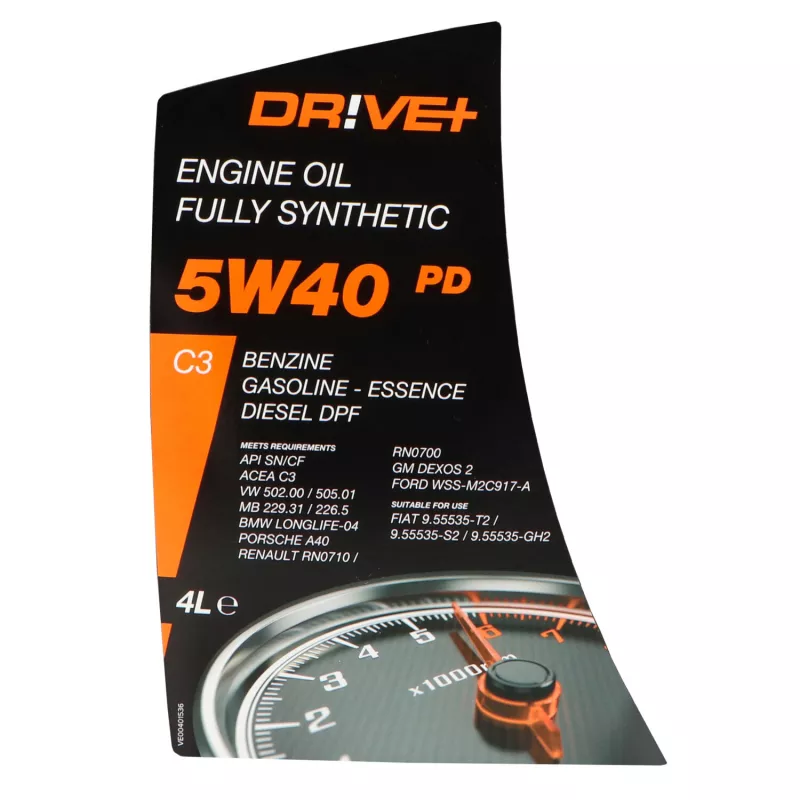 DR!VE+
ENGINE OIL
FULLY SYNTHETIC
5W40 PD
C3
BENZINE
GASOLINE - ESSENCE
DIESEL DPF
MEETS REQUIREMENTS
API SN/CF
ACEA C3
VW 502.00 / 505.01
MB 229.31 / 226.5
BMW LONGLIFE-04
PORSCHE A40
RENAULT RN0710 /
RN0700
GM DEXOS 2
FORD WSS-M2C917-A
SUITABLE FOR USE
FIAT 9.55535-T2 /
9.55535-S2 / 9.55535-GH2
4L ℮
1
2
3
4
5
6
7
x1000rpm
VE00401536